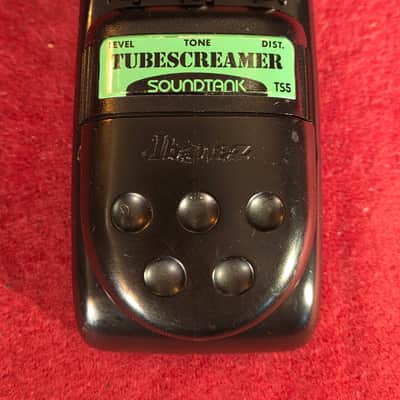 LEVEL TONE DIST.
TUBESCREAMER
SOUNDTANK TS5
Ibanez